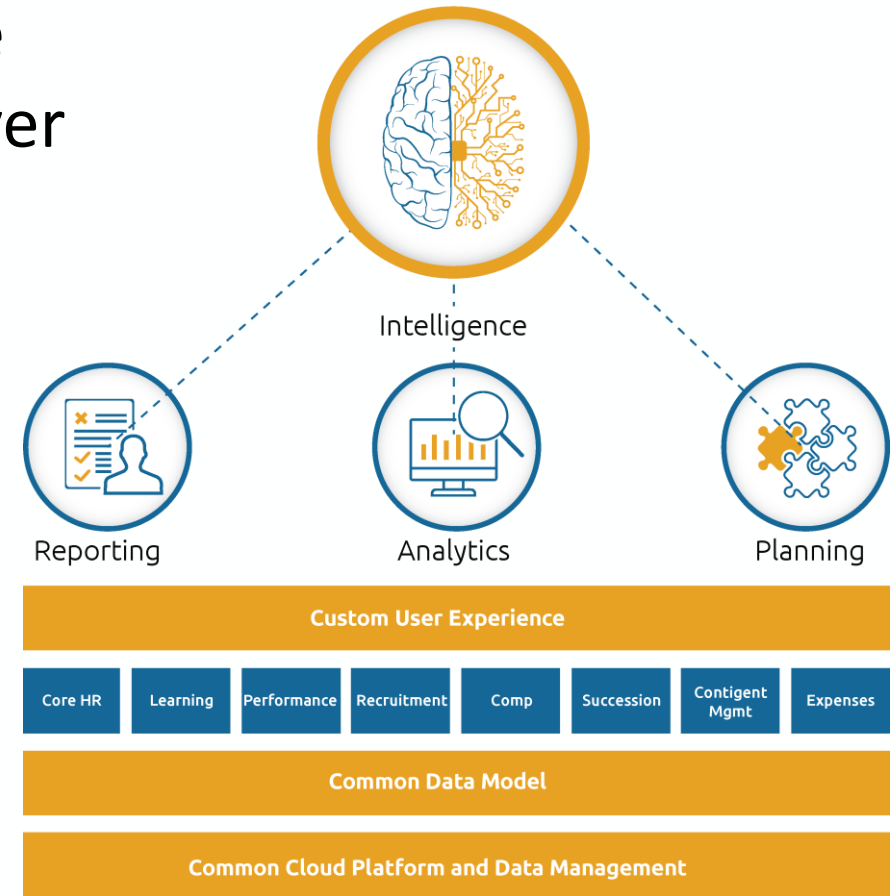 e
ver
Intelligence
Reporting
Analytics
Planning
Custom User Experience
Core HR
Learning
Performance
Recruitment
Comp
Succession
Contigent
Mgmt
Expenses
Common Data Model
Common Cloud Platform and Data Management